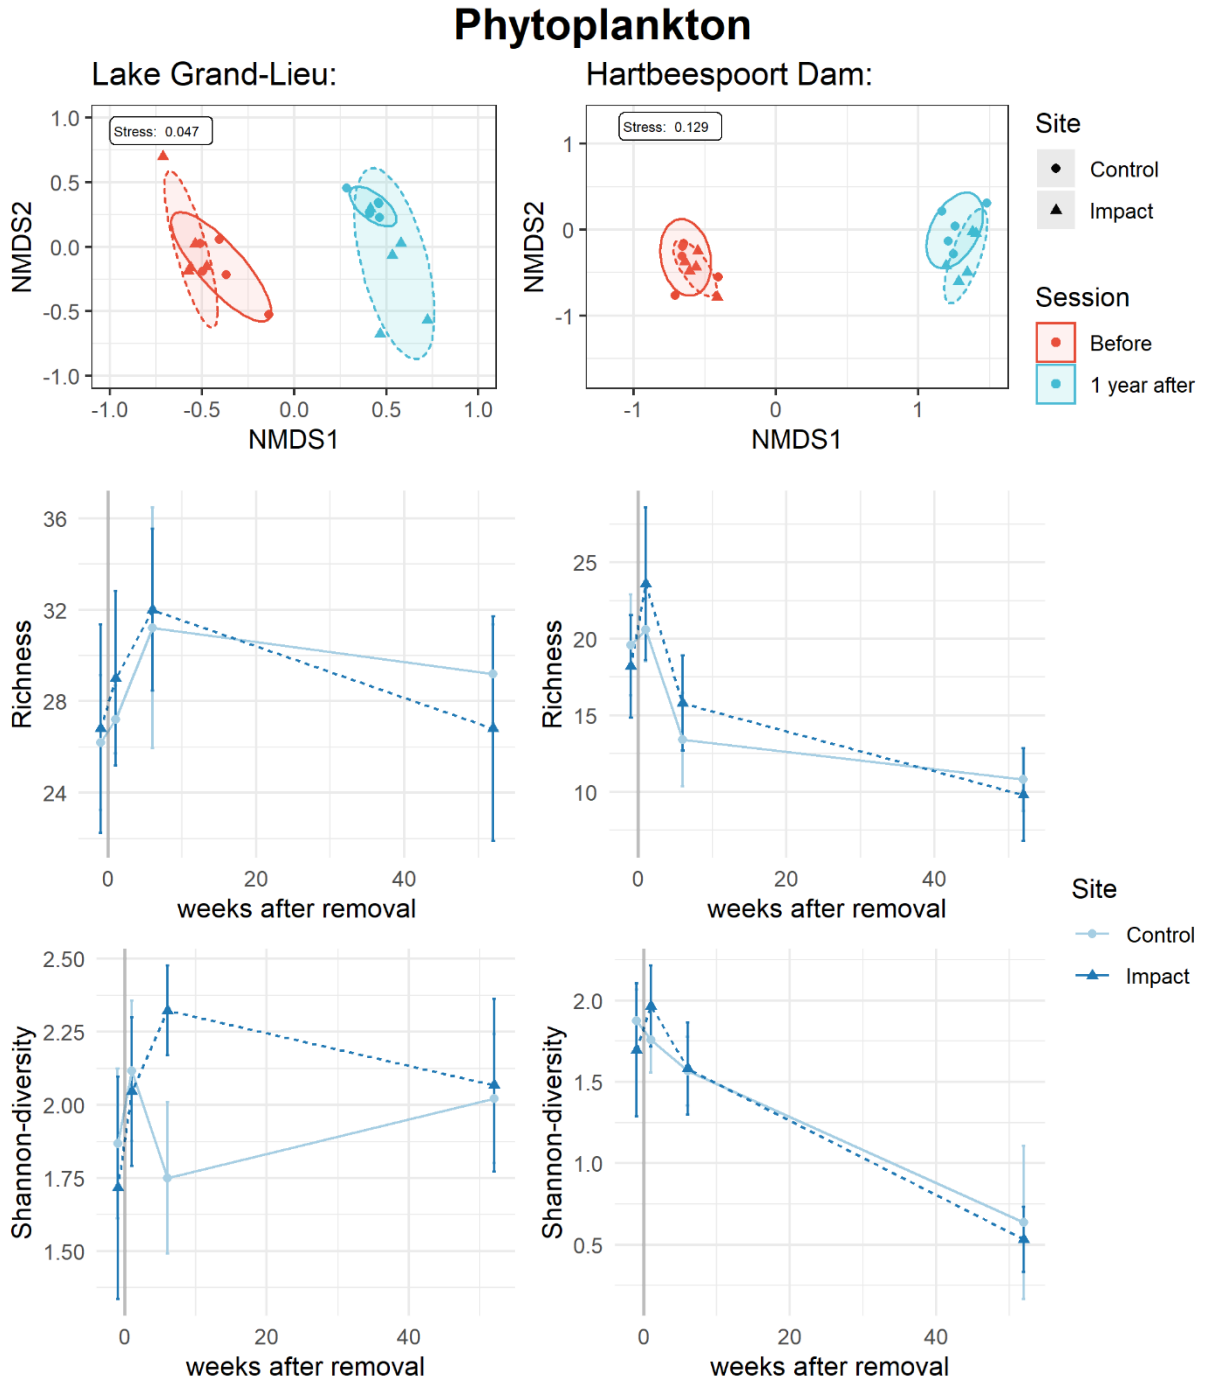 Phytoplankton
Lake Grand-Lieu:
Hartbeespoort Dam:
Stress: 0.047
1.0
0.5
0.0
-0.5
-1.0
NMDS2
-1.0 -0.5 0.0 0.5 1.0
NMDS1
Stress: 0.129
1
0
-1
NMDS2
-1 0 1
NMDS1
Site
Control
Impact
Session
Before
1 year after
36
32
28
24
Richness
0 20 40
weeks after removal
25
20
15
10
Richness
0 20 40
weeks after removal
2.50
2.25
2.00
1.75
1.50
Shannon-diversity
0 20 40
weeks after removal
2.0
1.5
1.0
0.5
Shannon-diversity
0 20 40
weeks after removal
Site
Control
Impact